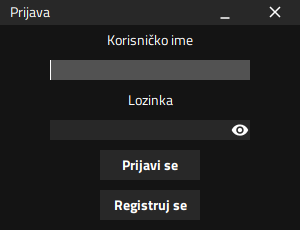 Prijava
Korisničko ime
Lozinka
Prijavi se
Registruj se